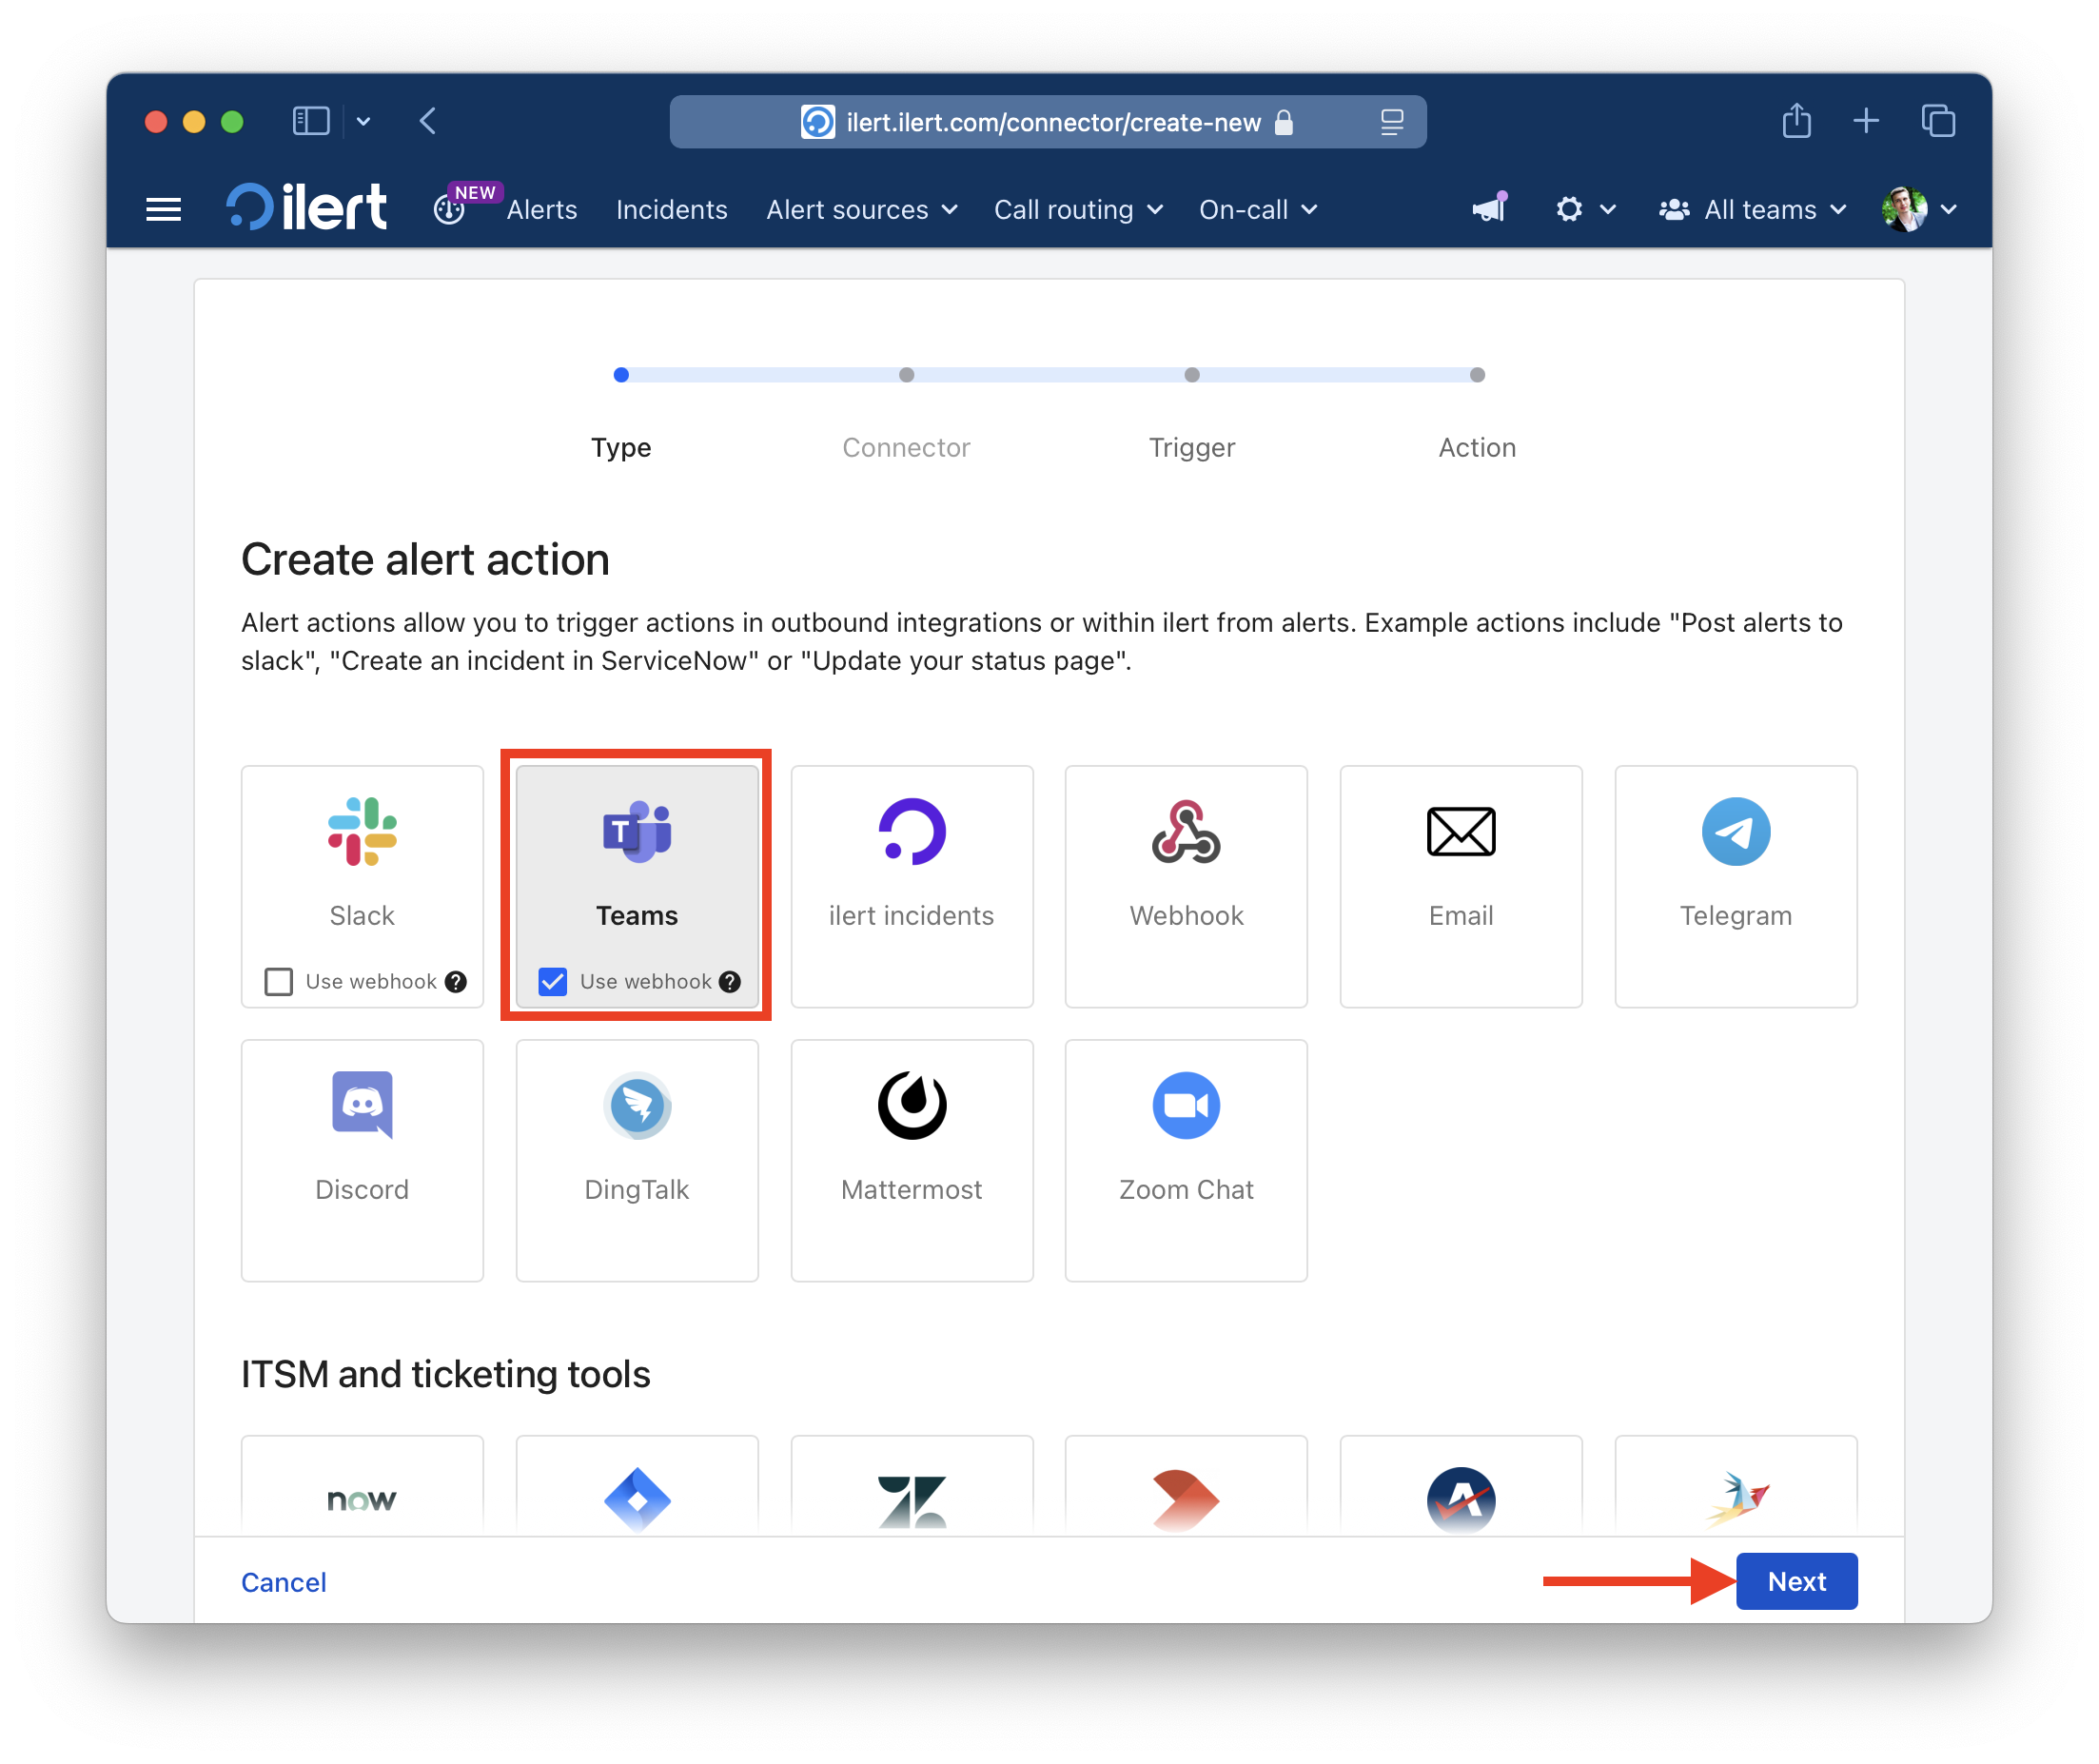 ilert.ilert.com/connector/create-new
ilert
NEW
Alerts
Incidents
Alert sources
Call routing
On-call
All teams
Type
Connector
Trigger
Action
Create alert action
Alert actions allow you to trigger actions in outbound integrations or within ilert from alerts. Example actions include "Post alerts to
slack", "Create an incident in ServiceNow" or "Update your status page".
T
Slack
Teams
ilert incidents
Webhook
Email
Telegram
Use webhook ?
Use webhook ?
Discord
DingTalk
Mattermost
Zoom Chat
ITSM and ticketing tools
now
A
Cancel
Next